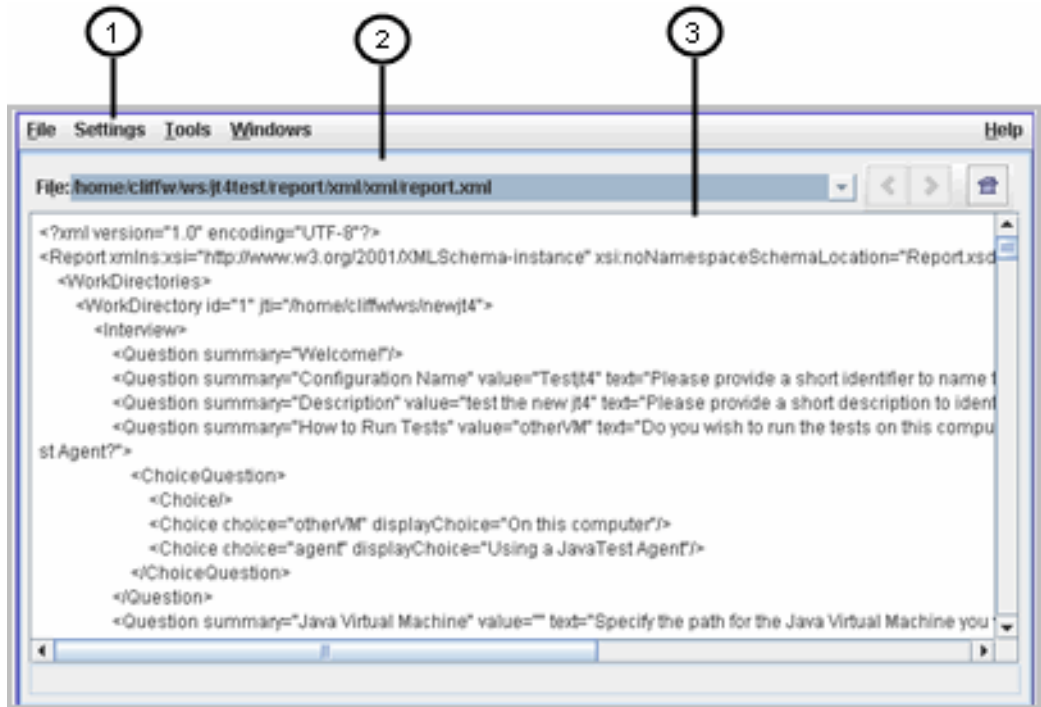 1 2 3
File Settings Tools Windows Help
File: /home/cliffw/ws/jt4test/report/xml/xml/report.xml
<?xml version="1.0" encoding="UTF-8"?>
<Report xmlns:xsi="http://www.w3.org/2001/XMLSchema-instance" xsi:noNamespaceSchemaLocation="Report.xsd
<WorkDirectories>
<WorkDirectory id="1" jti="/home/cliffw/ws/newjt4">
<Interview>
<Question summary="Welcome!"/>
<Question summary="Configuration Name" value="Testjt4" text="Please provide a short identifier to name t
<Question summary="Description" value="test the new jt4" text="Please provide a short description to ident
<Question summary="How to Run Tests" value="otherVM" text="Do you wish to run the tests on this compu
st Agent?">
<ChoiceQuestion>
<Choice/>
<Choice choice="otherVM" displayChoice="On this computer"/>
<Choice choice="agent" displayChoice="Using a JavaTest Agent"/>
</ChoiceQuestion>
</Question>
<Question summary="Java Virtual Machine" value="" text="Specify the path for the Java Virtual Machine you